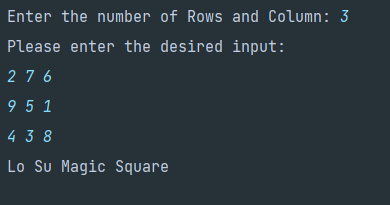 Enter the number of Rows and Column: 3
Please enter the desired input:
2 7 6
9 5 1
4 3 8
Lo Su Magic Square